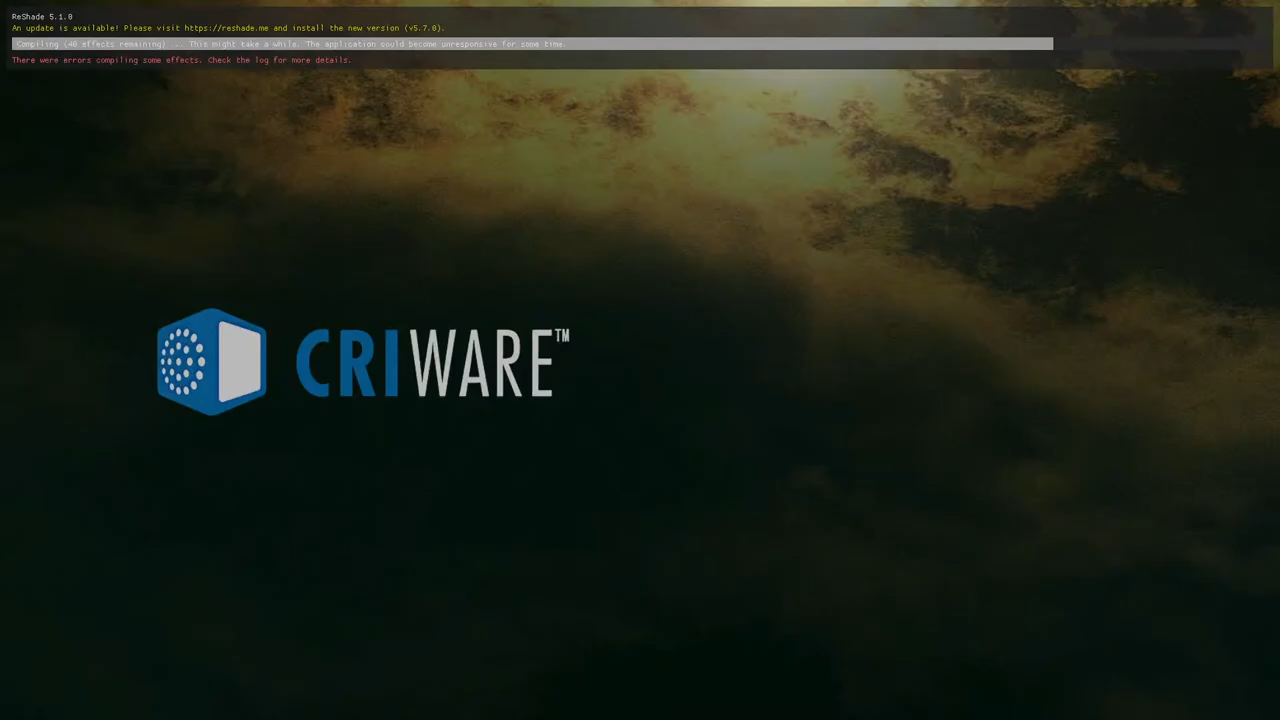 ReShade 5.1.0
An update is available! Please visit https://reshade.me and install the new version (v5.7.0).
Compiling (40 effects remaining) ... This might take a while. The application could become unresponsive for some time.
There were errors compiling some effects. Check the log for more details.
CRIWARE™